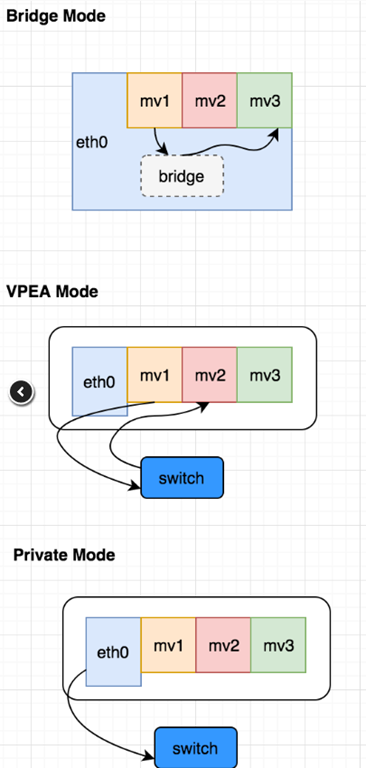 Bridge Mode
mv1 mv2 mv3
eth0
bridge
VPEA Mode
eth0 mv1 mv2 mv3
switch
Private Mode
eth0 mv1 mv2 mv3
switch